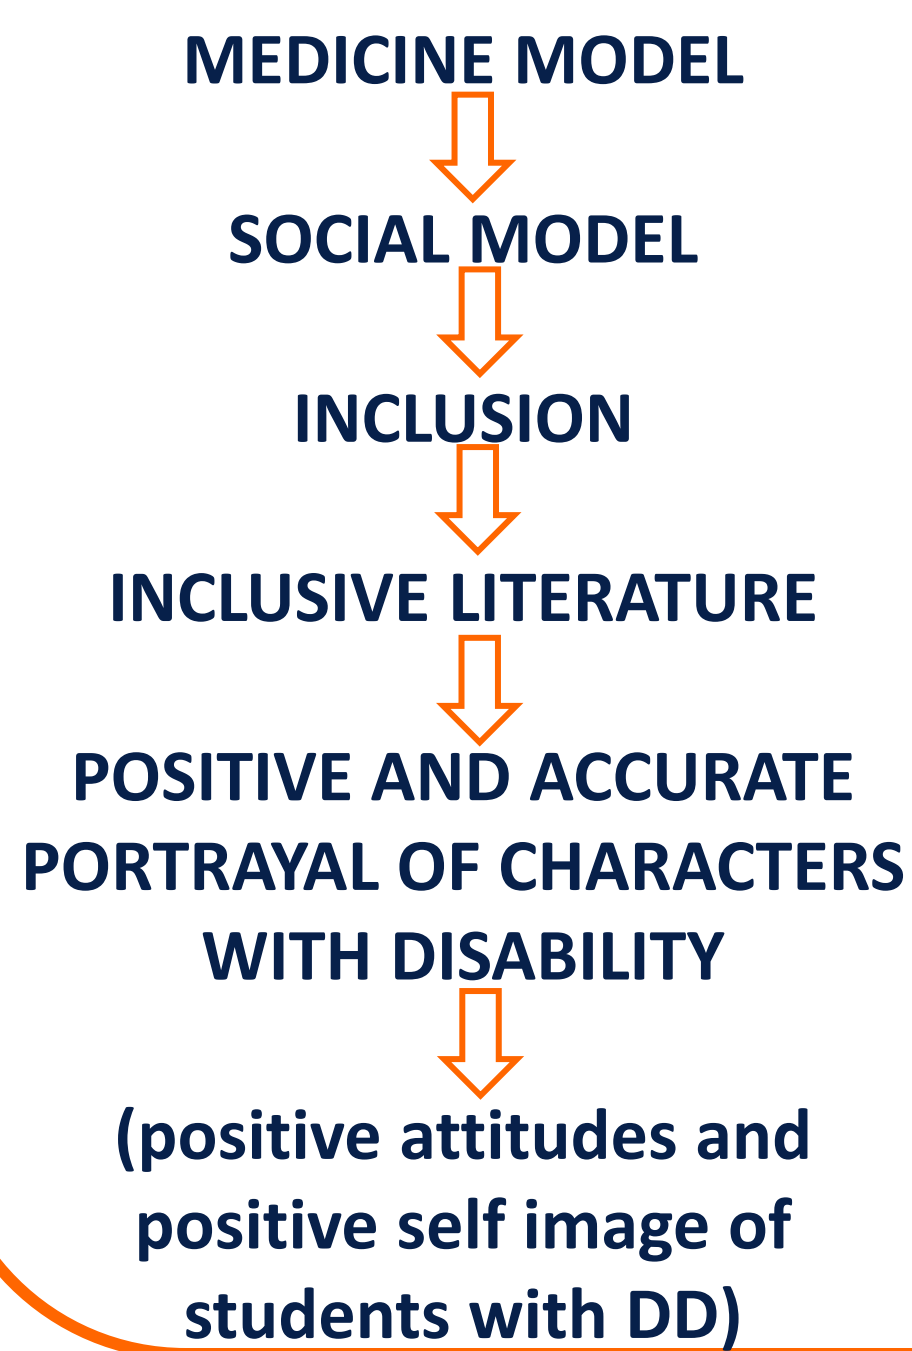 MEDICINE MODEL
SOCIAL MODEL
INCLUSION
INCLUSIVE LITERATURE
POSITIVE AND ACCURATE
PORTRAYAL OF CHARACTERS
WITH DISABILITY
(positive attitudes and
positive self image of
students with DD)